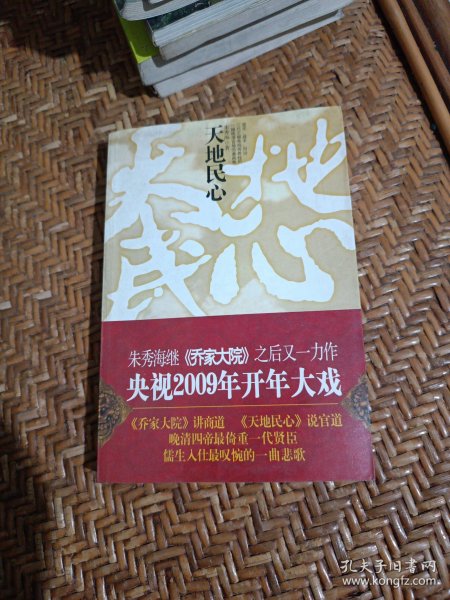 天地民心
天地
民心
朱秀海继《乔家大院》之后又一力作
央视2009年开年大戏
《乔家大院》讲商道 《天地民心》说官道
晚清四帝最倚重一代贤臣
儒生入仕最叹惋的一曲悲歌
孔夫子旧书网
www.kongfz.com